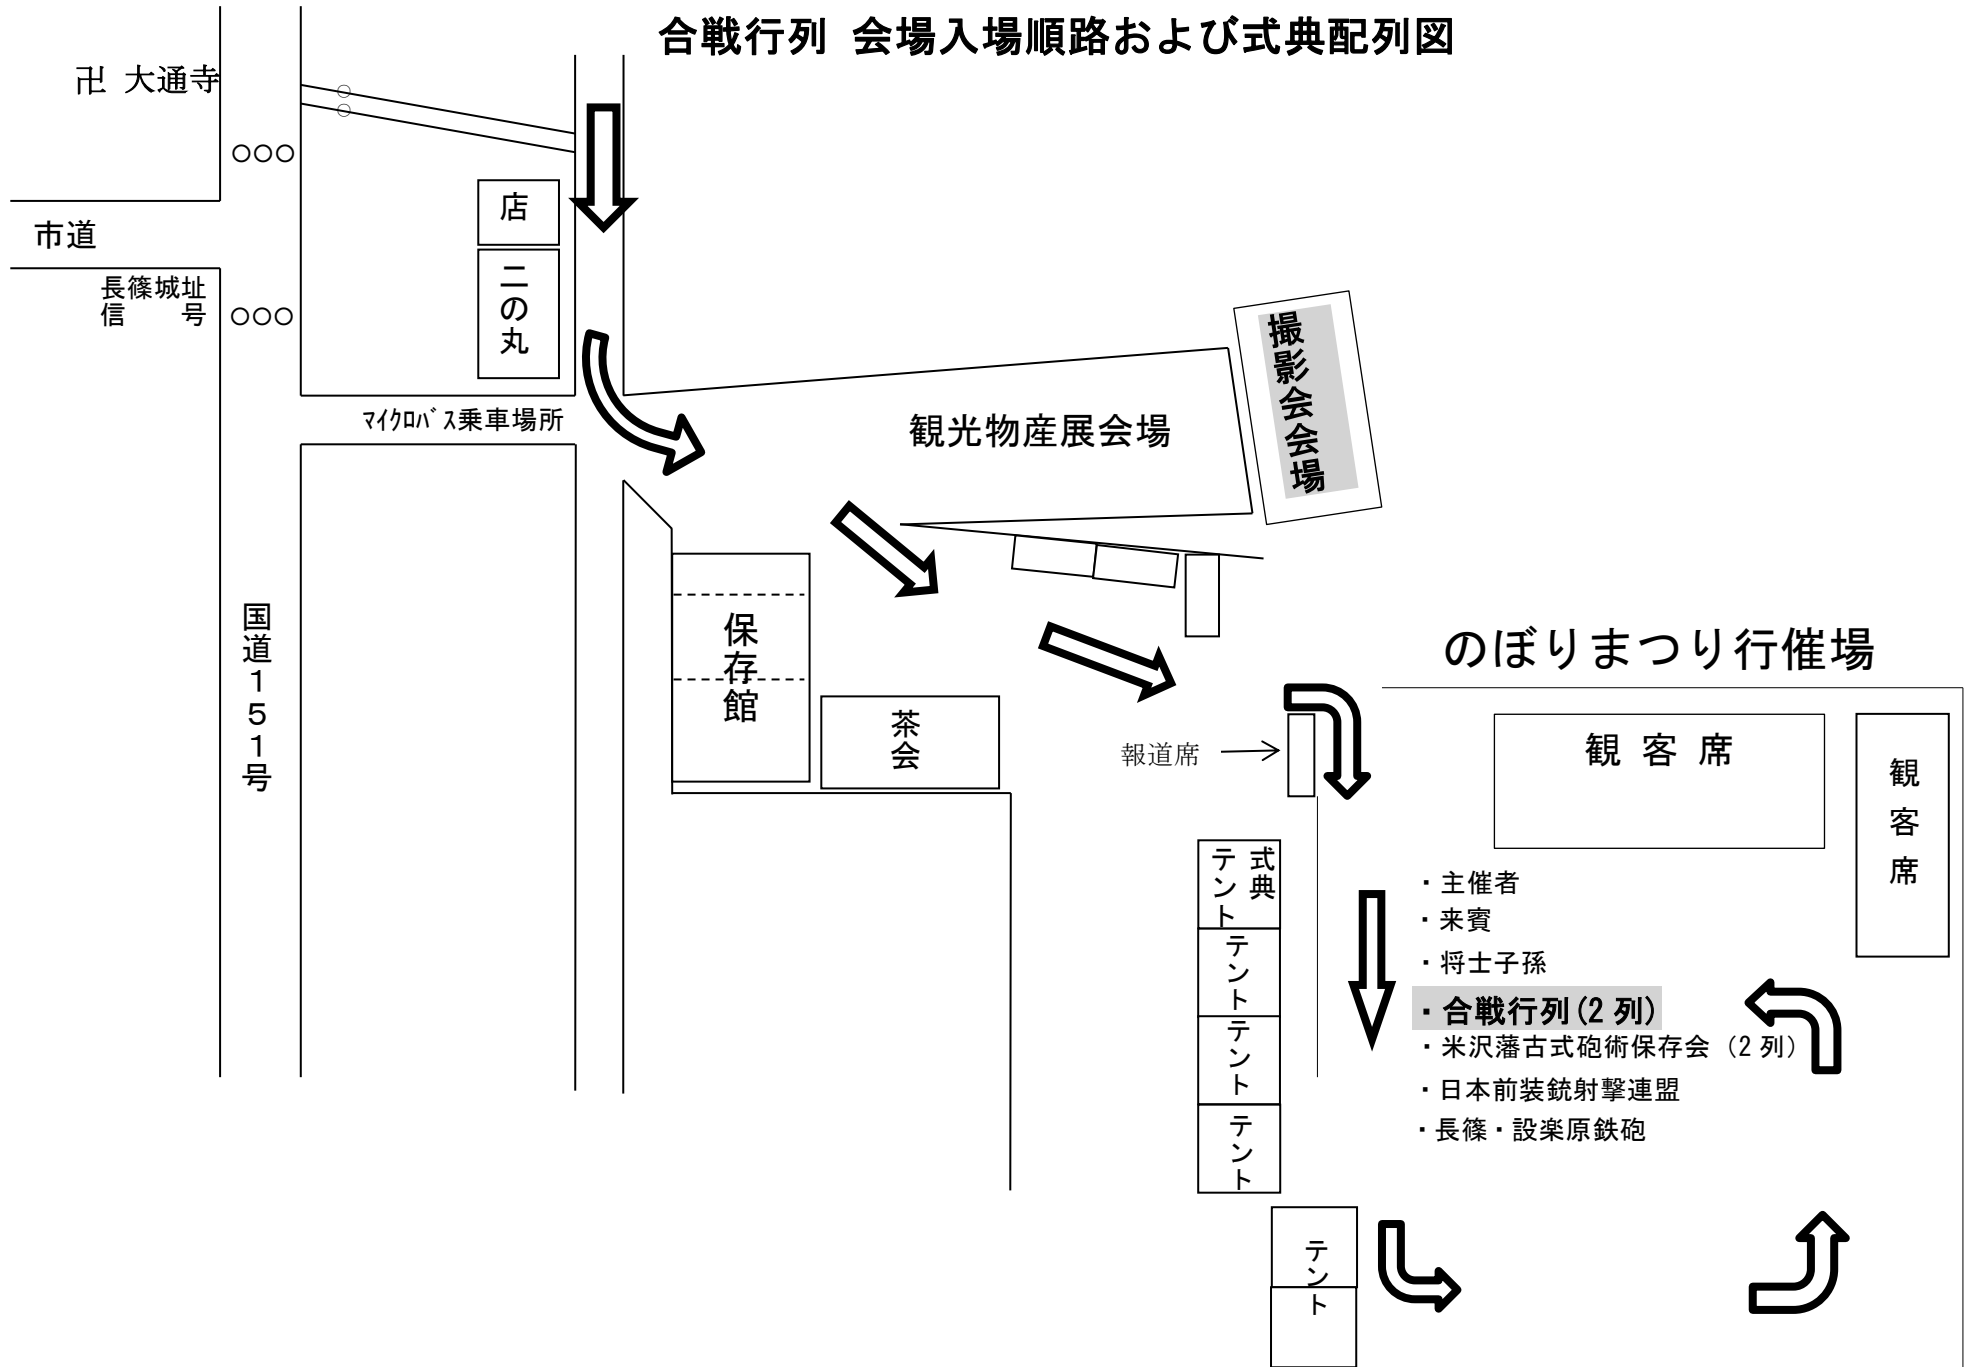 合戦行列 会場入場順路および式典配列図
卍 大通寺
○○○
市道
長篠城址
信　号
○○○
店
二の丸
マイクロバス乗車場所
観光物産展会場
撮影会会場
国道151号
保存館
茶会
報道席
のぼりまつり行催場
観 客 席
観客席
式典
テント
テント
テント
テント
テント
・主催者
・来賓
・将士子孫
・合戦行列(2 列)
・米沢藩古式砲術保存会（2 列）
・日本前装銃射撃連盟
・長篠・設楽原鉄砲